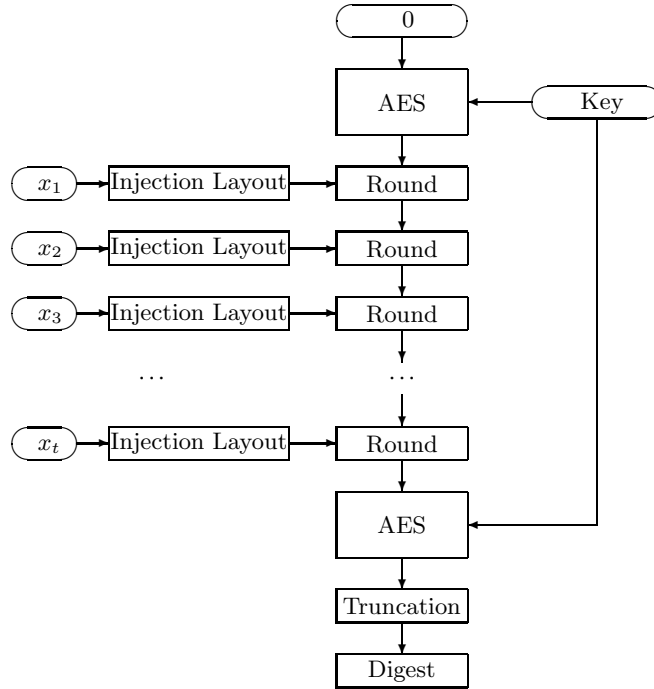 0
AES
Key
x₁ Injection Layout Round
x₂ Injection Layout Round
x₃ Injection Layout Round
... ...
xₜ Injection Layout Round
AES
Truncation
Digest